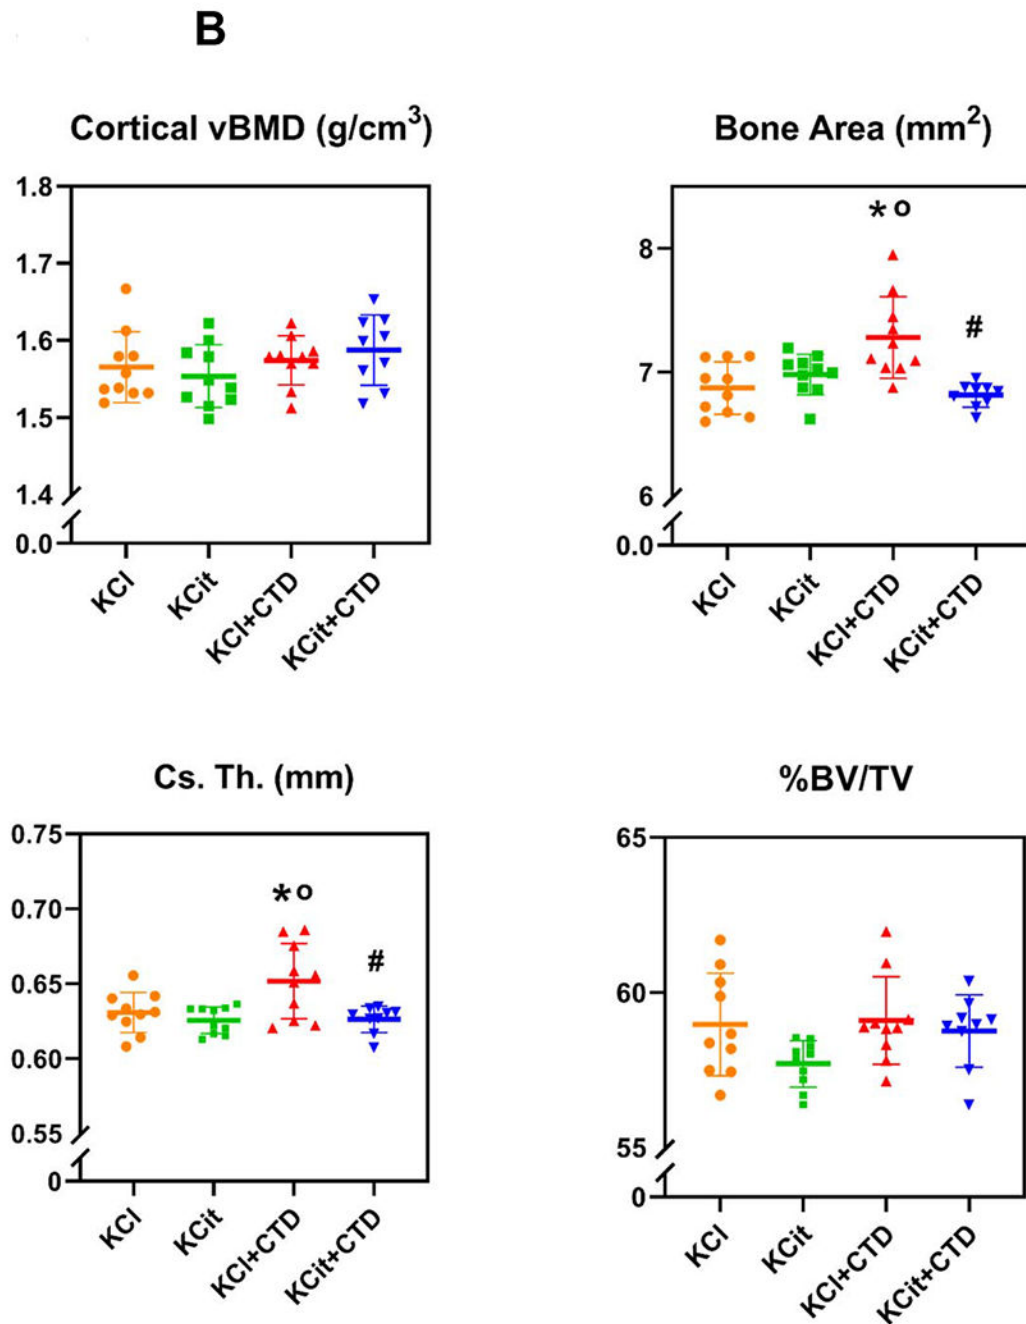 B
Cortical vBMD (g/cm³)
1.8
1.7
1.6
1.5
1.4
0.0
KCl
KCit
KCl+CTD
KCit+CTD
Bone Area (mm²)
8
7
6
0.0
* o
#
KCl
KCit
KCl+CTD
KCit+CTD
Cs. Th. (mm)
0.75
0.70
0.65
0.60
0.55
0
* o
#
KCl
KCit
KCl+CTD
KCit+CTD
%BV/TV
65
60
55
0
KCl
KCit
KCl+CTD
KCit+CTD